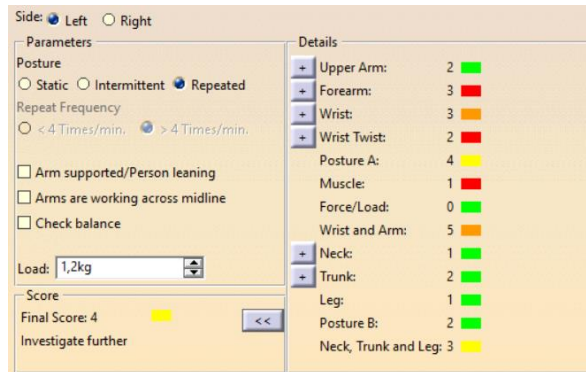 Side: Left Right
Parameters
Posture
Static Intermittent Repeated
Repeat Frequency
< 4 Times/min. > 4 Times/min.
Arm supported/Person leaning
Arms are working across midline
Check balance
Load: 1,2kg
Score
Final Score: 4
<<
Investigate further
Details
+ Upper Arm: 2
+ Forearm: 3
+ Wrist: 3
+ Wrist Twist: 2
Posture A: 4
Muscle: 1
Force/Load: 0
Wrist and Arm: 5
+ Neck: 1
+ Trunk: 2
Leg: 1
Posture B: 2
Neck, Trunk and Leg: 3